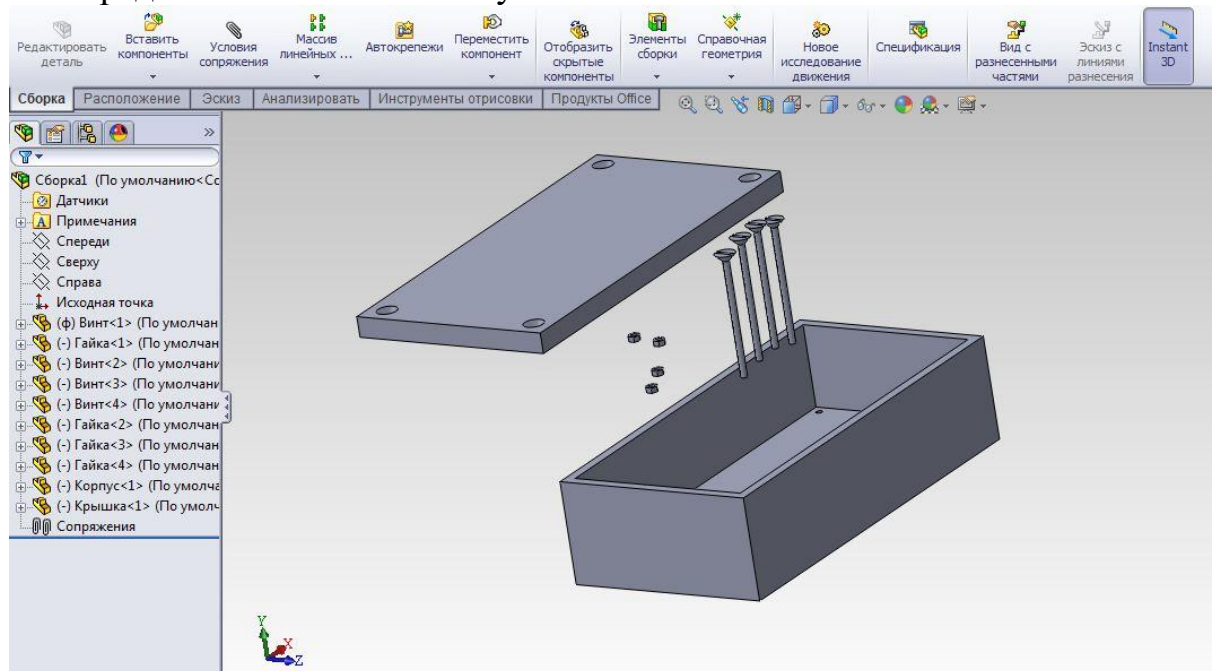 Редактировать деталь
Вставить компоненты
Условия сопряжения
Массив линейных ...
Автокрепежи
Переместить компонент
Отобразить скрытые компоненты
Элементы сборки
Справочная геометрия
Новое исследование движения
Спецификация
Вид с разнесенными частями
Эскиз с линиями разнесения
Instant 3D
Сборка Расположение Эскиз Анализировать Инструменты отрисовки Продукты Office
Сборка1 (По умолчанию<Сс
Датчики
A Примечания
Спереди
Сверху
Справа
Исходная точка
(ф) Винт<1> (По умолчан
(-) Гайка<1> (По умолчан
(-) Винт<2> (По умолчани
(-) Винт<3> (По умолчани
(-) Винт<4> (По умолчани
(-) Гайка<2> (По умолчан
(-) Гайка<3> (По умолчан
(-) Гайка<4> (По умолчан
(-) Корпус<1> (По умолча
(-) Крышка<1> (По умолч
Сопряжения
Y
X
Z